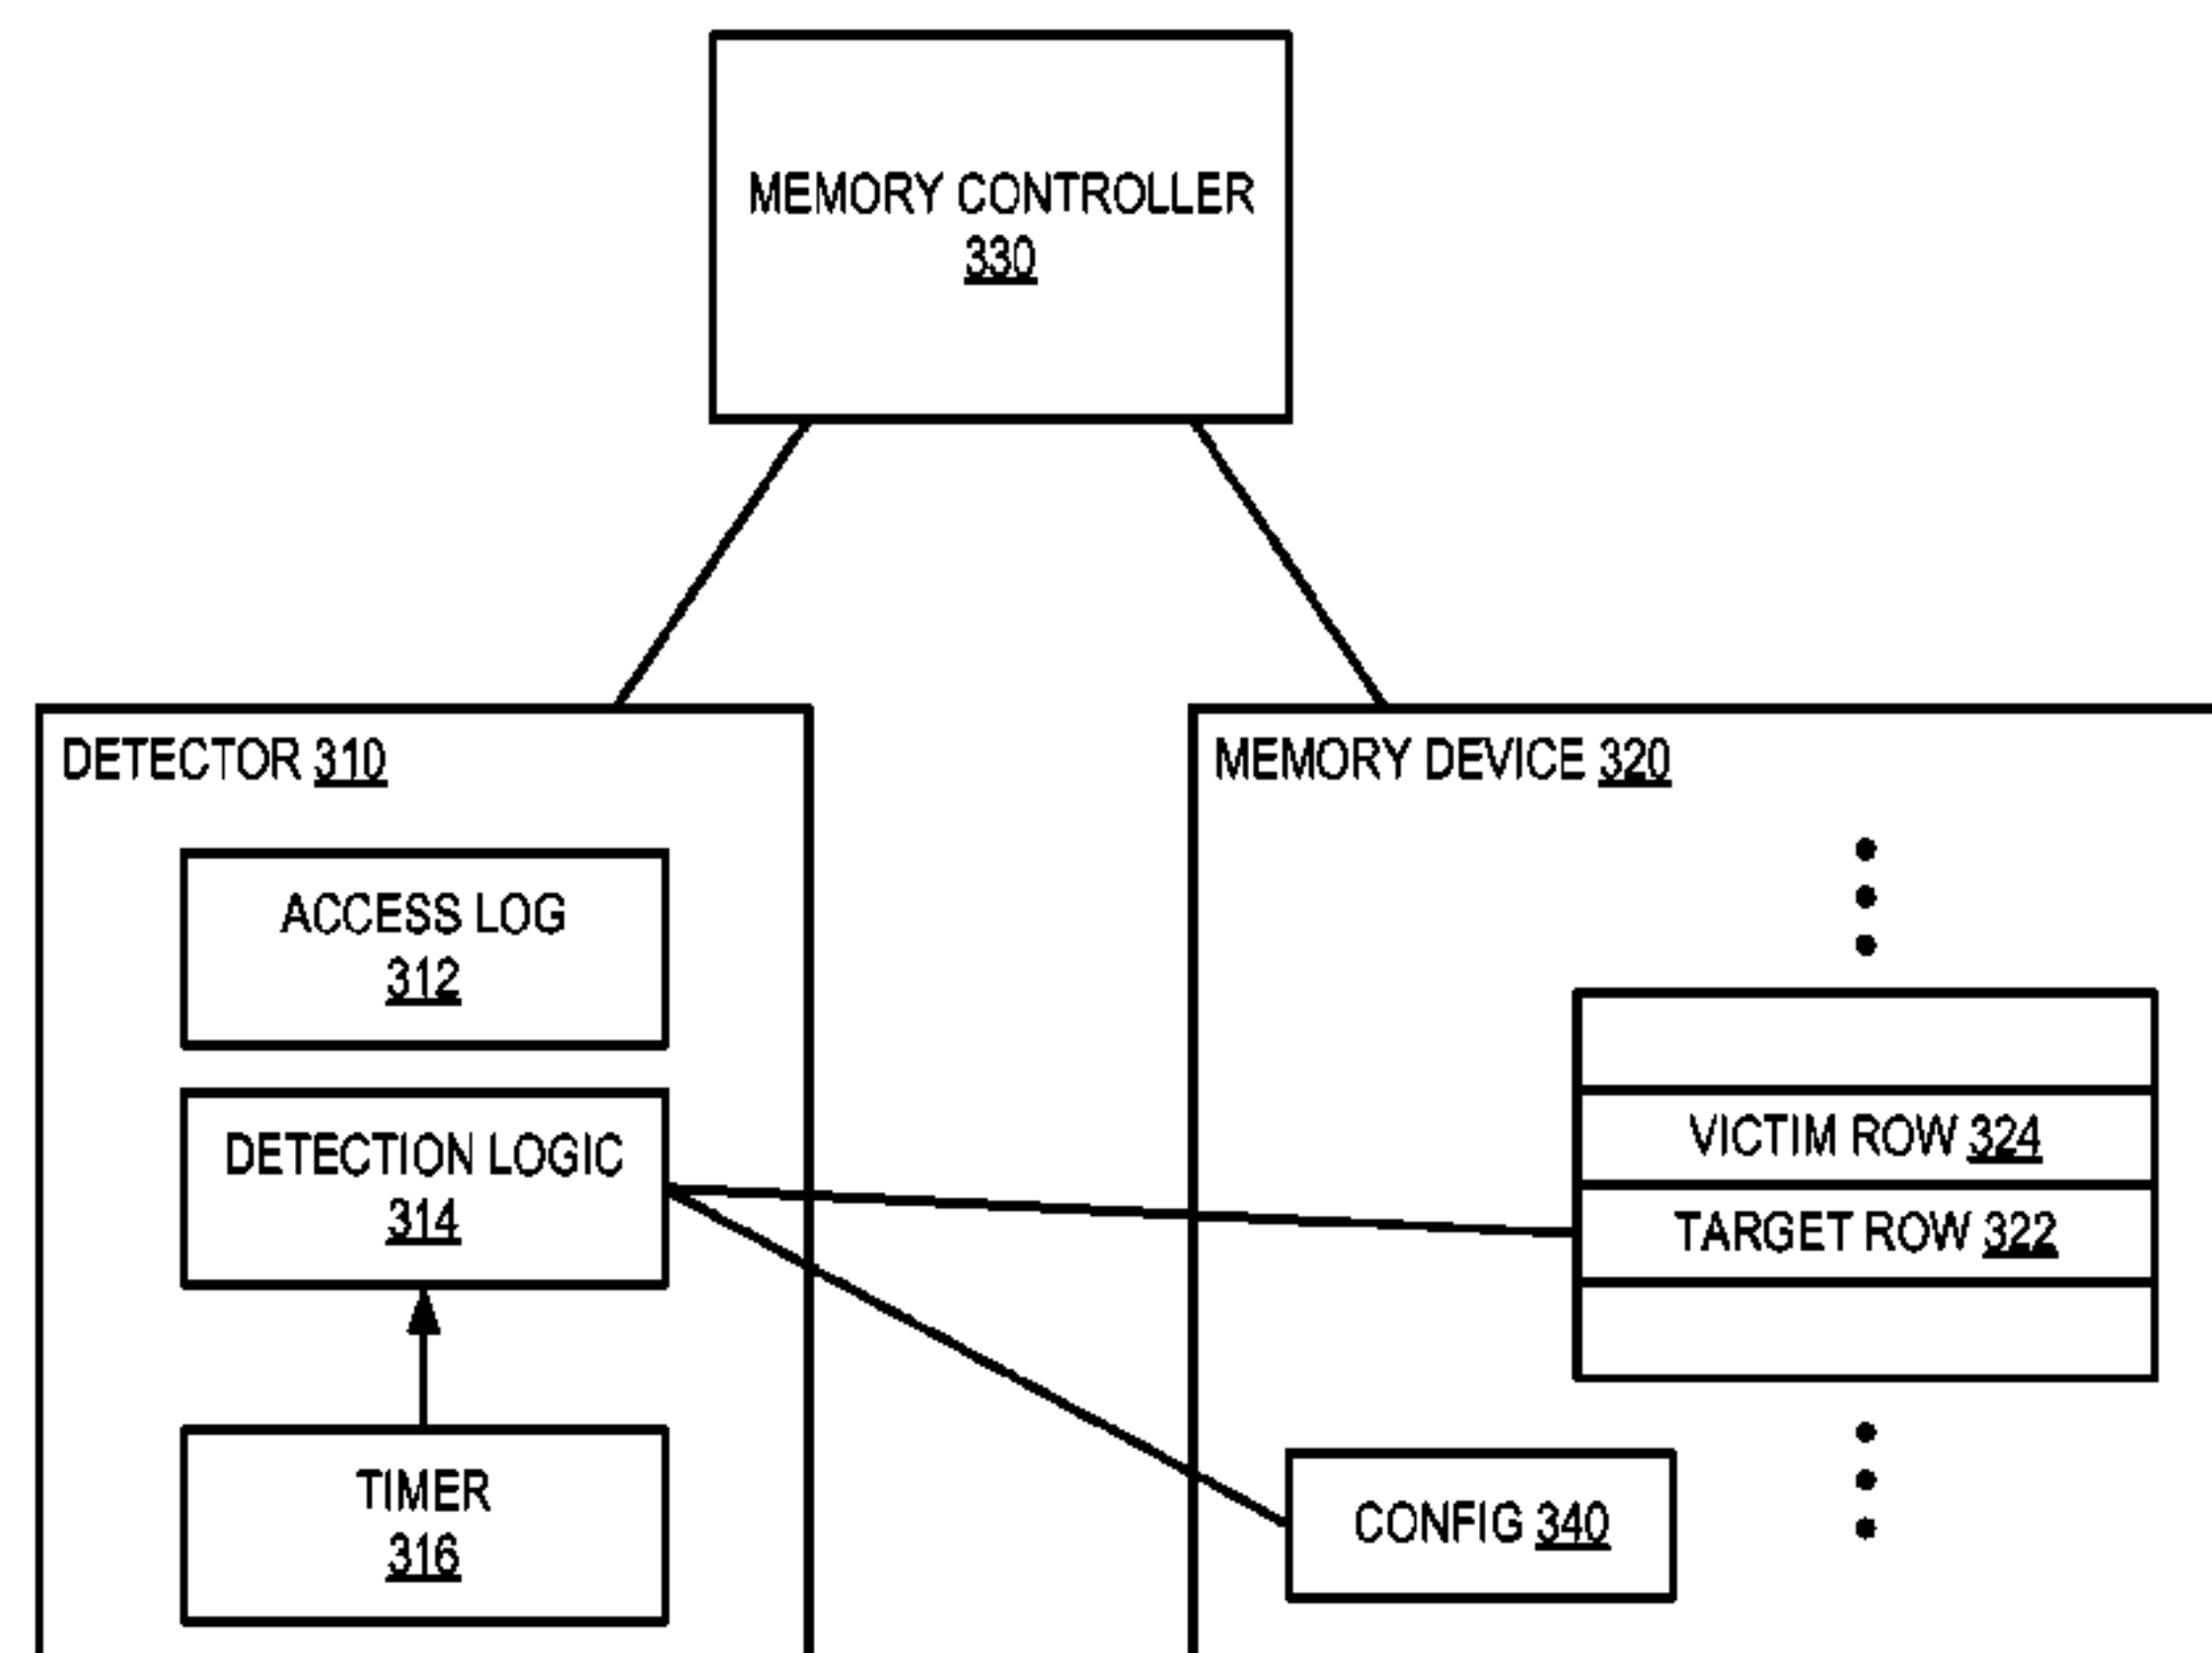 MEMORY CONTROLLER
330
DETECTOR 310
ACCESS LOG
312
DETECTION LOGIC
314
TIMER
316
MEMORY DEVICE 320
VICTIM ROW 324
TARGET ROW 322
CONFIG 340